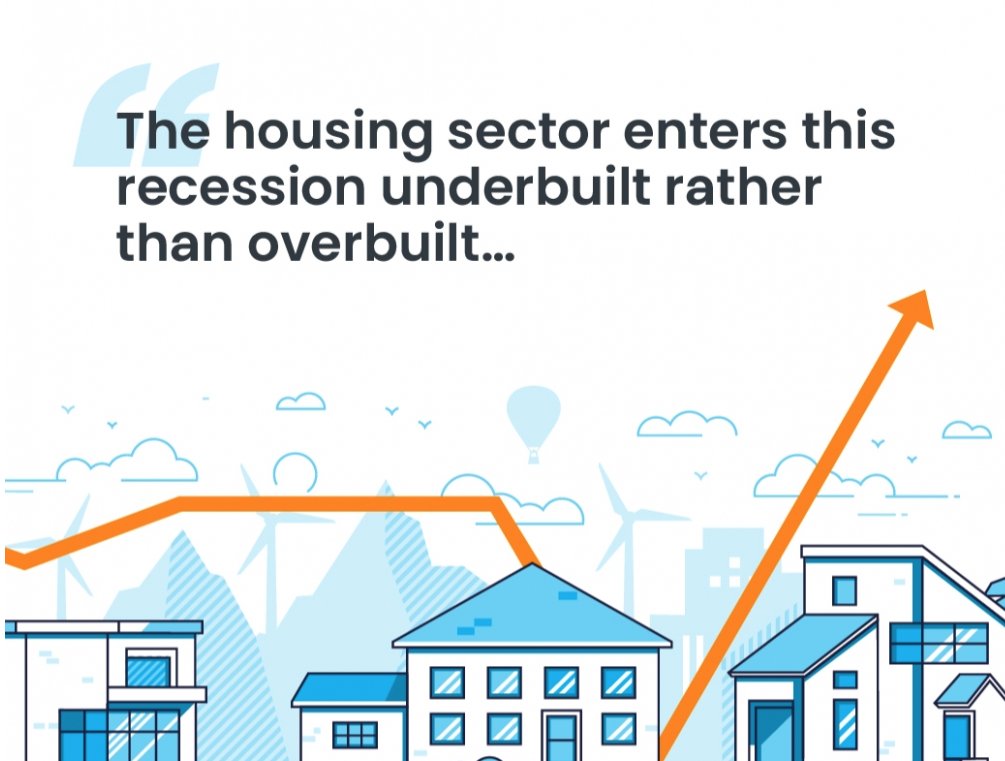 The housing sector enters this
recession underbuilt rather
than overbuilt...